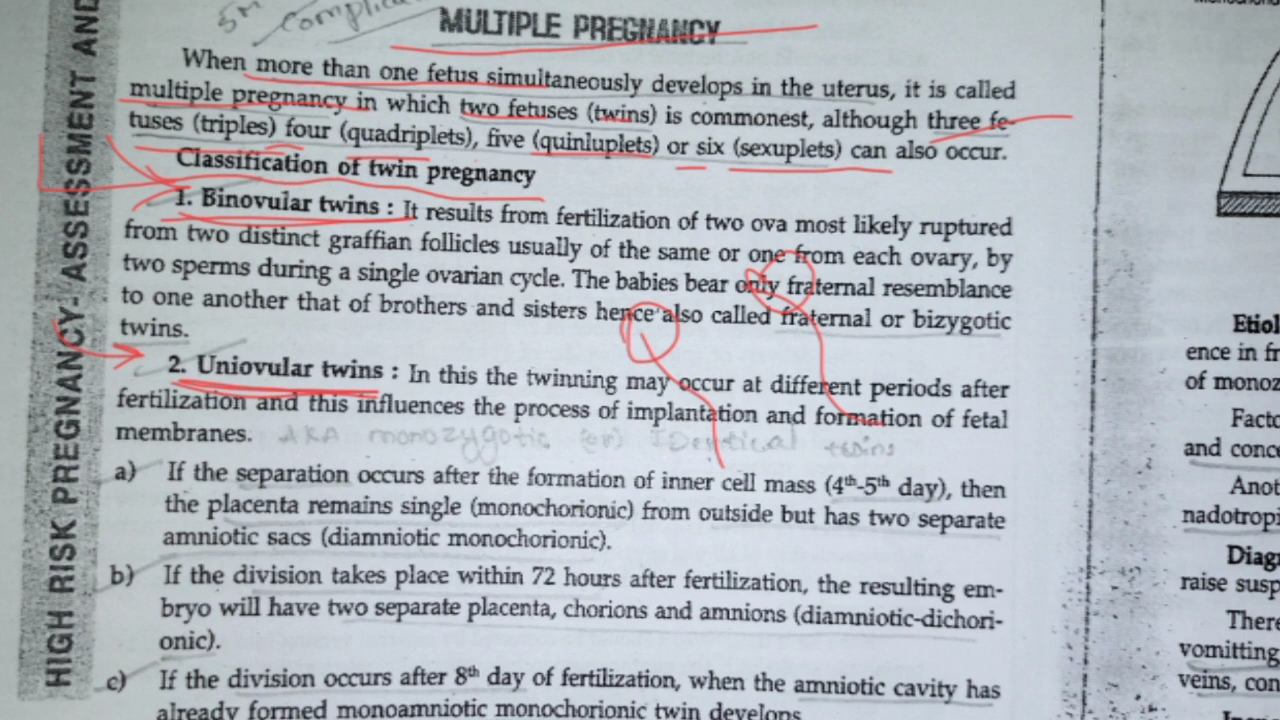 5M complic
MULTIPLE PREGNANCY
When more than one fetus simultaneously develops in the uterus, it is called
multiple pregnancy in which two fetuses (twins) is commonest, although three fe-
tuses (triples) four (quadriplets), five (quinluplets) or six (sexuplets) can also occur.
Classification of twin pregnancy
1. Binovular twins : It results from fertilization of two ova most likely ruptured
from two distinct graffian follicles usually of the same or one from each ovary, by
two sperms during a single ovarian cycle. The babies bear only fraternal resemblance
to one another that of brothers and sisters hence also called fraternal or bizygotic
twins.
2. Uniovular twins : In this the twinning may occur at different periods after
fertilization and this influences the process of implantation and formation of fetal
membranes. AKA monozygotic (or) Identical twins
a) If the separation occurs after the formation of inner cell mass (4th-5th day), then
the placenta remains single (monochorionic) from outside but has two separate
amniotic sacs (diamniotic monochorionic).
b) If the division takes place within 72 hours after fertilization, the resulting em-
bryo will have two separate placenta, chorions and amnions (diamniotic-dichori-
onic).
c) If the division occurs after 8th day of fertilization, when the amniotic cavity has
already formed monoamniotic monochorionic twin develops
HIGH RISK PREGNANCY - ASSESSMENT AND
Etiol
ence in fr
of monoz
Facto
and conce
Anot
nadotropi
Diagn
raise susp
There
vomitting
veins, con